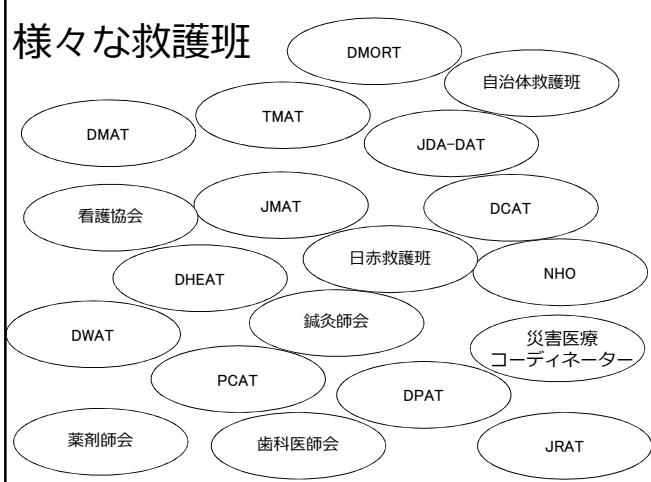 様々な救護班
DMORT
自治体救護班
TMAT
DMAT
JDA-DAT
看護協会
JMAT
DCAT
日赤救護班
NHO
DHEAT
鍼灸師会
DWAT
災害医療
コーディネーター
PCAT
DPAT
薬剤師会
歯科医師会
JRAT